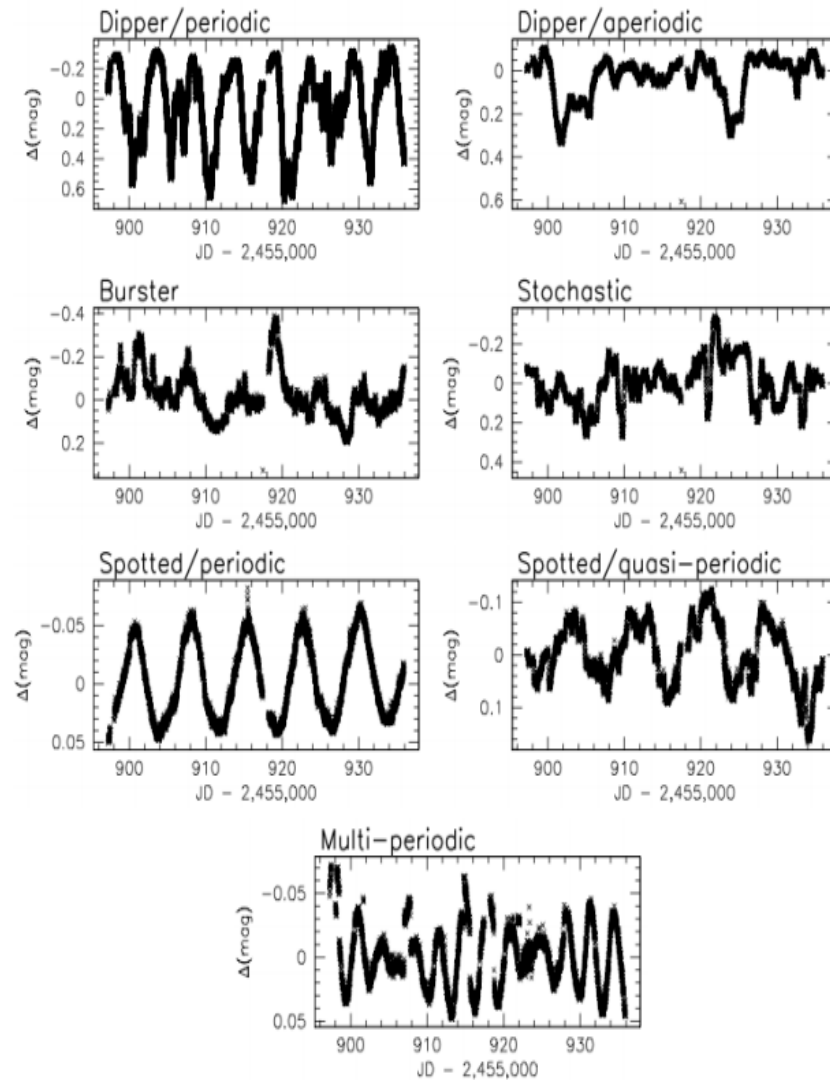 Dipper/periodic
Δ(mag)
-0.2
0
0.2
0.4
0.6
900 910 920 930
JD - 2,455,000
Dipper/aperiodic
Δ(mag)
0
0.2
0.4
0.6
900 910 920 930
JD - 2,455,000
Burster
Δ(mag)
-0.4
-0.2
0
0.2
900 910 920 930
JD - 2,455,000
Stochastic
Δ(mag)
-0.2
0
0.2
0.4
900 910 920 930
JD - 2,455,000
Spotted/periodic
Δ(mag)
-0.05
0
0.05
900 910 920 930
JD - 2,455,000
Spotted/quasi-periodic
Δ(mag)
-0.1
0
0.1
900 910 920 930
JD - 2,455,000
Multi-periodic
Δ(mag)
-0.05
0
0.05
900 910 920 930
JD - 2,455,000